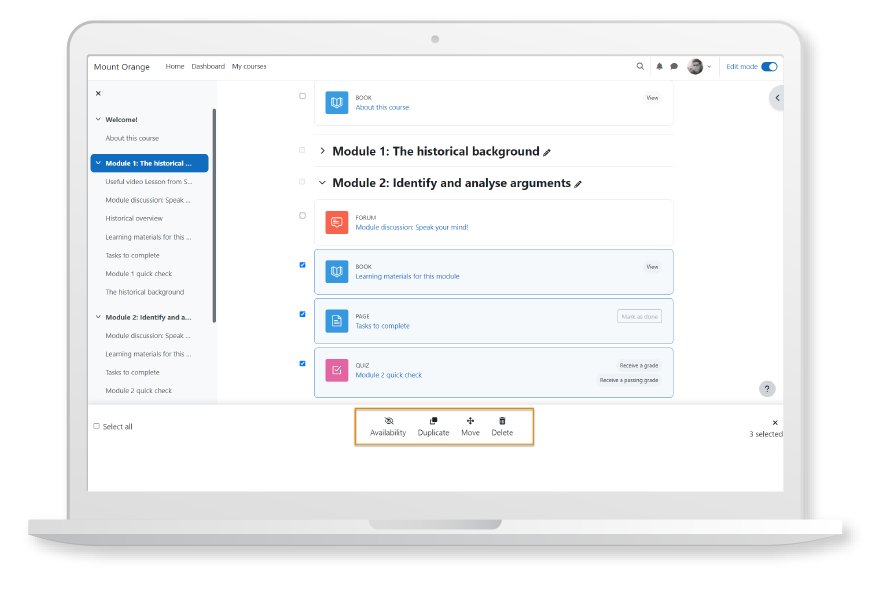 Mount Orange Home Dashboard My courses Edit mode
Welcome!
About this course
Module 1: The historical ...
Useful video Lesson from S...
Module discussion: Speak ...
Historical overview
Learning materials for this ...
Tasks to complete
Module 1 quick check
The historical background
Module 2: Identify and a...
Module discussion: Speak ...
Learning materials for this ...
Tasks to complete
Module 2 quick check
BOOK
About this course
View
Module 1: The historical background
Module 2: Identify and analyse arguments
FORUM
Module discussion: Speak your mind!
BOOK
Learning materials for this module
View
PAGE
Tasks to complete
Mark as done
QUIZ
Module 2 quick check
Receive a grade
Receive a passing grade
?
Select all
Availability Duplicate Move Delete
3 selected